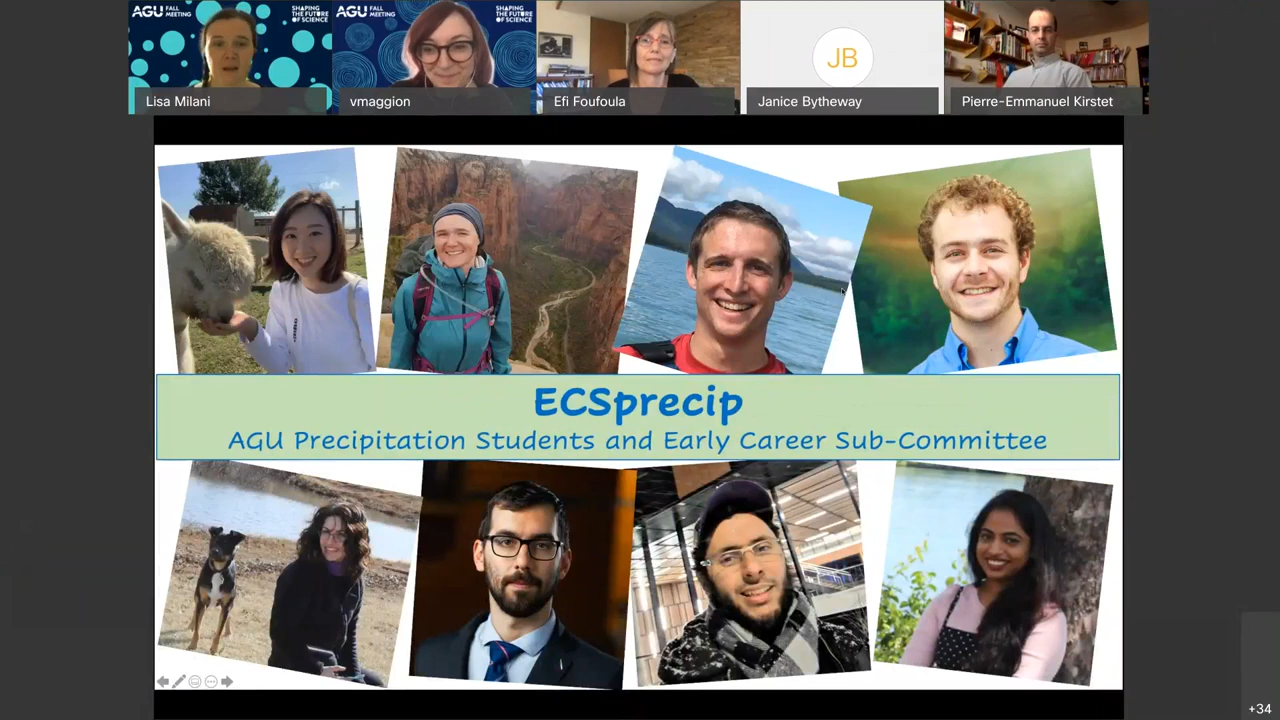 AGU FALL MEETING
SHAPING THE FUTURE OF SCIENCE
AGU FALL MEETING
SHAPING THE FUTURE OF SCIENCE
JB
Lisa Milani
vmaggion
Efi Foufoula
Janice Bytheway
Pierre-Emmanuel Kirstet
ECSprecip
AGU Precipitation Students and Early Career Sub-Committee
+34